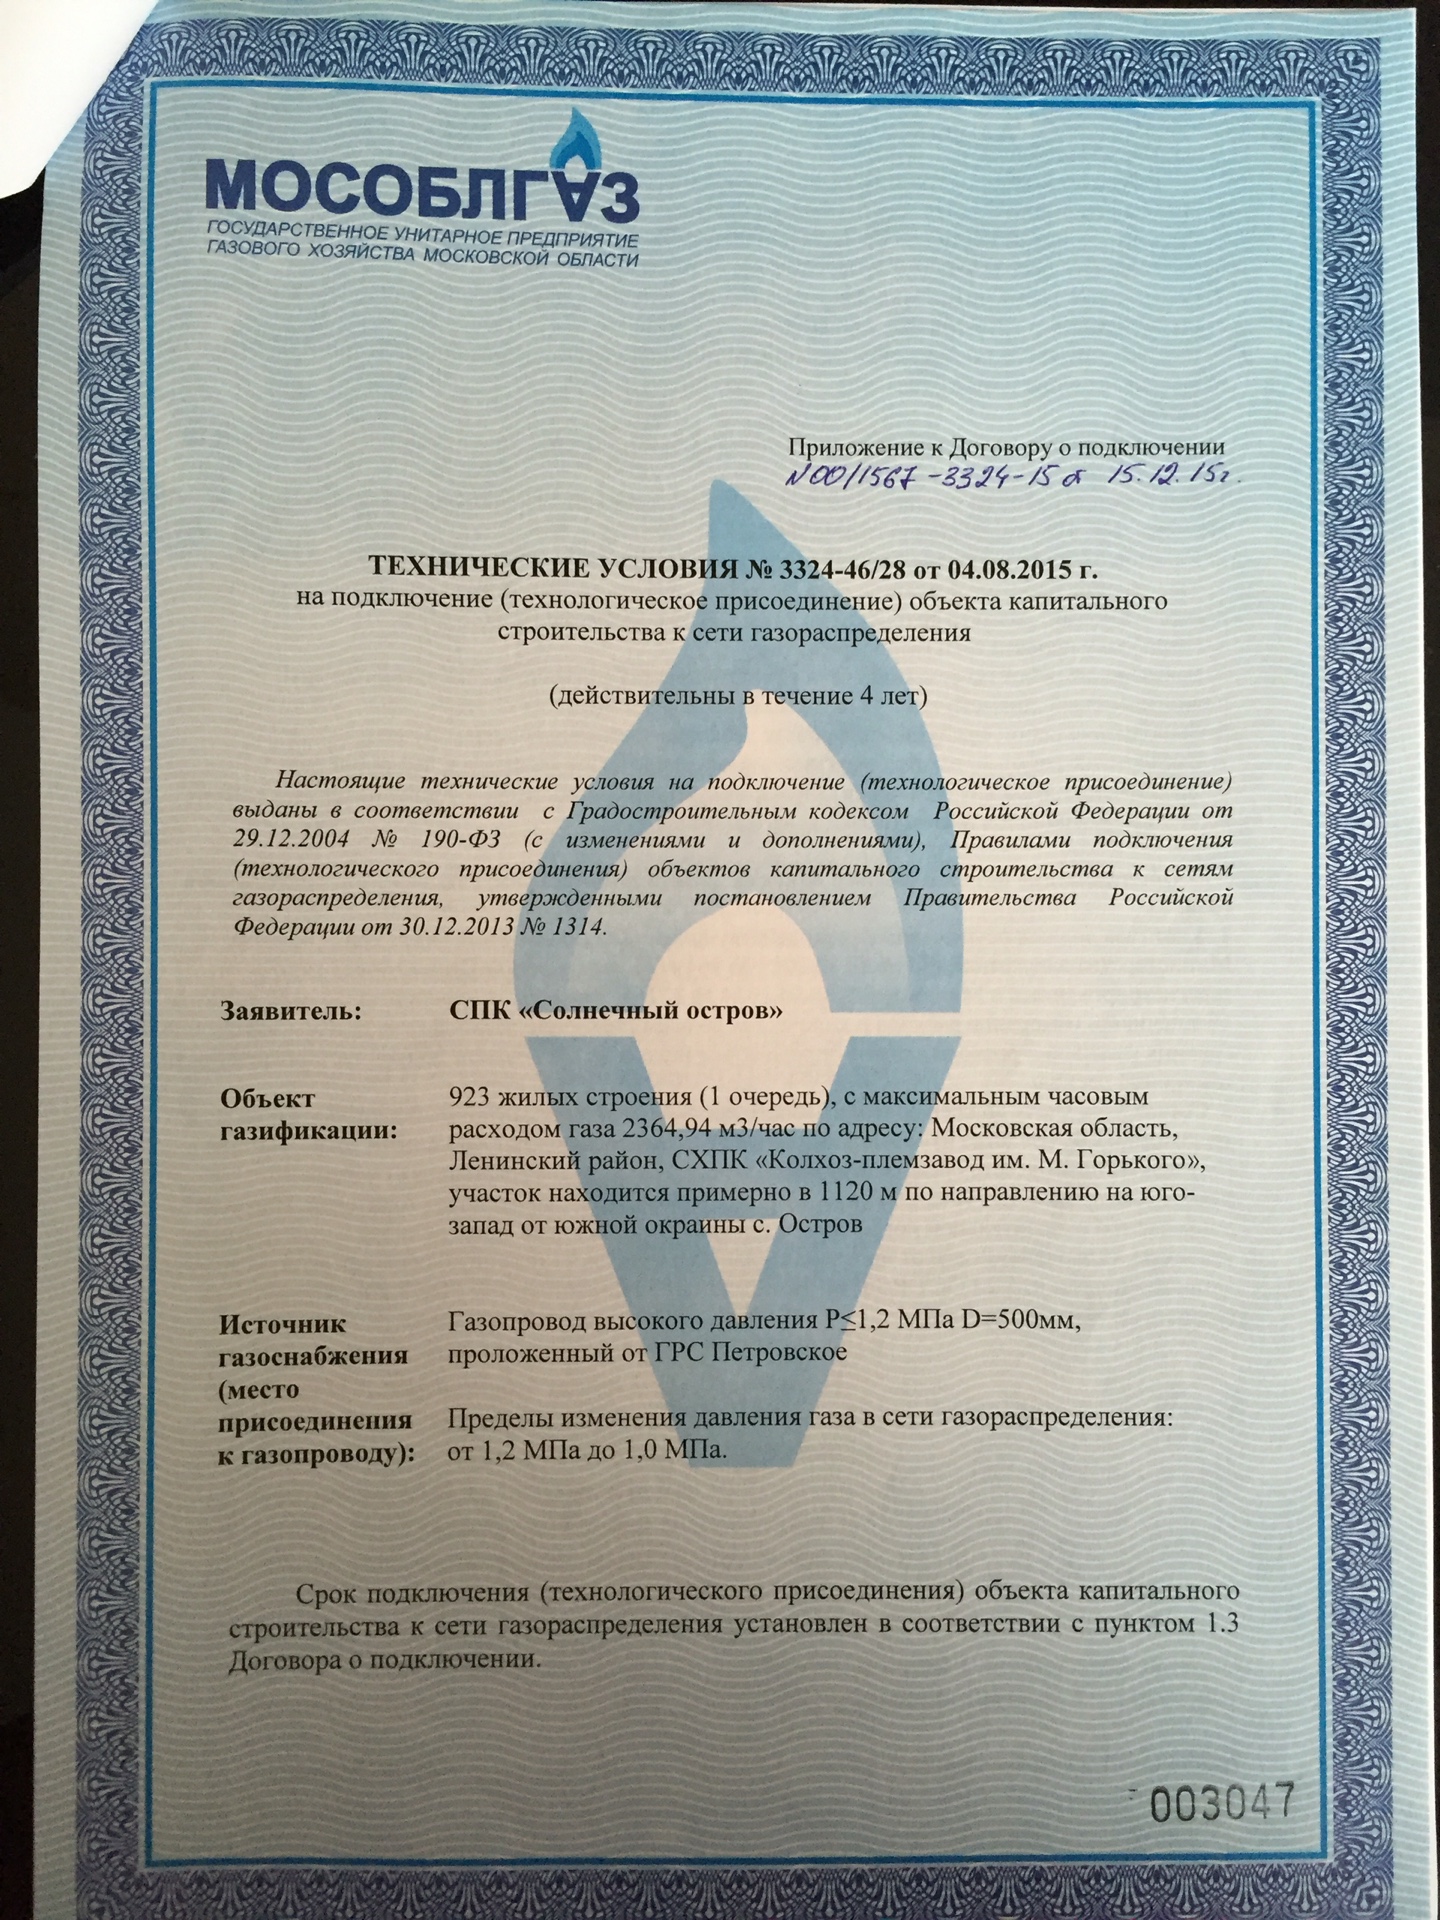 МОСОБЛГАЗ
ГОСУДАРСТВЕННОЕ УНИТАРНОЕ ПРЕДПРИЯТИЕ
ГАЗОВОГО ХОЗЯЙСТВА МОСКОВСКОЙ ОБЛАСТИ
Приложение к Договору о подключении
№00/1567-3324-15 от 15.12.15г.
ТЕХНИЧЕСКИЕ УСЛОВИЯ № 3324-46/28 от 04.08.2015 г.
на подключение (технологическое присоединение) объекта капитального
строительства к сети газораспределения
(действительны в течение 4 лет)
Настоящие технические условия на подключение (технологическое присоединение)
выданы в соответствии с Градостроительным кодексом Российской Федерации от
29.12.2004 № 190-ФЗ (с изменениями и дополнениями), Правилами подключения
(технологического присоединения) объектов капитального строительства к сетям
газораспределения, утвержденными постановлением Правительства Российской
Федерации от 30.12.2013 № 1314.
Заявитель: СПК «Солнечный остров»
Объект 923 жилых строения (1 очередь), с максимальным часовым
газификации: расходом газа 2364,94 м3/час по адресу: Московская область,
Ленинский район, СХПК «Колхоз-племзавод им. М. Горького»,
участок находится примерно в 1120 м по направлению на юго-
запад от южной окраины с. Остров
Источник Газопровод высокого давления Р≤1,2 МПа D=500мм,
газоснабжения проложенный от ГРС Петровское
(место
присоединения Пределы изменения давления газа в сети газораспределения:
к газопроводу): от 1,2 МПа до 1,0 МПа.
Срок подключения (технологического присоединения) объекта капитального
строительства к сети газораспределения установлен в соответствии с пунктом 1.3
Договора о подключении.
003047